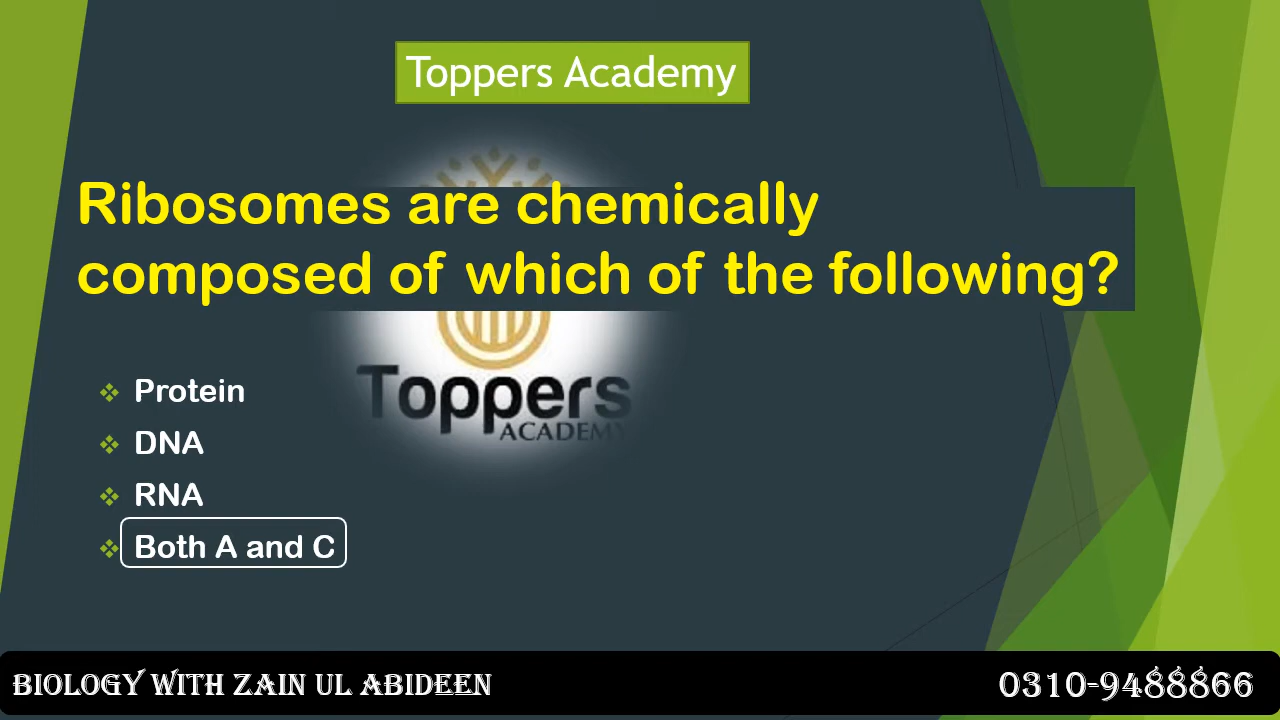 Toppers Academy
Ribosomes are chemically
composed of which of the following?
Toppers
ACADEMY
Protein
DNA
RNA
Both A and C
BIOLOGY WITH ZAIN UL ABIDEEN
0310-9488866